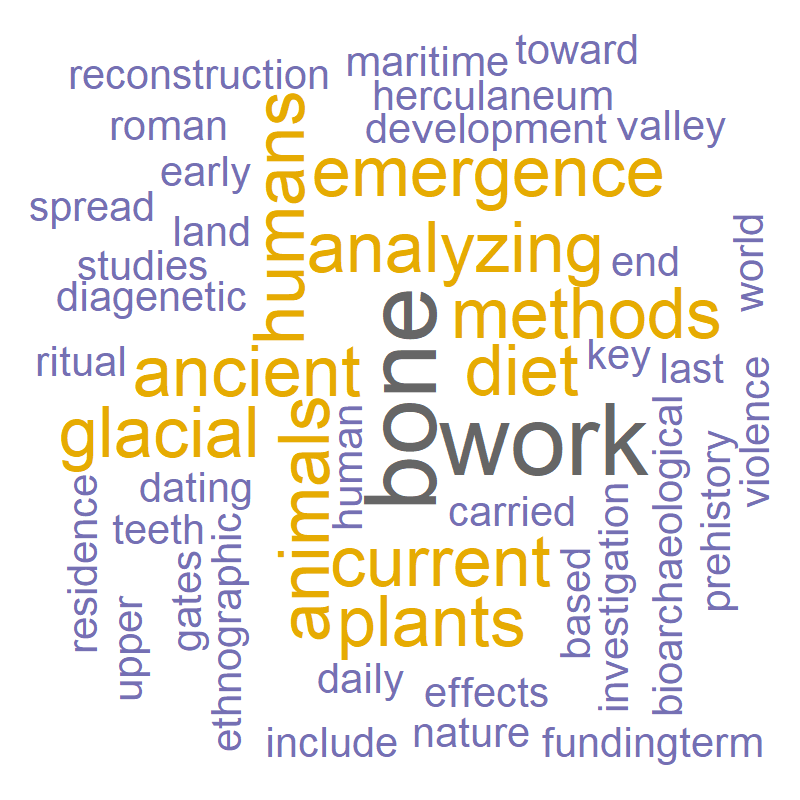 toward
maritime
reconstruction
herculaneum
roman
development
valley
humans
emergence
early
spread
land
analyzing
world
studies
end
diagenetic
bone
methods
ritual
ancient
diet
key
last
violence
glacial
animals
human
work
bioarchaeological
prehistory
dating
residence
teeth
carried
investigation
ethnographic
gates
current
based
upper
plants
daily
effects
include
nature
fundingterm